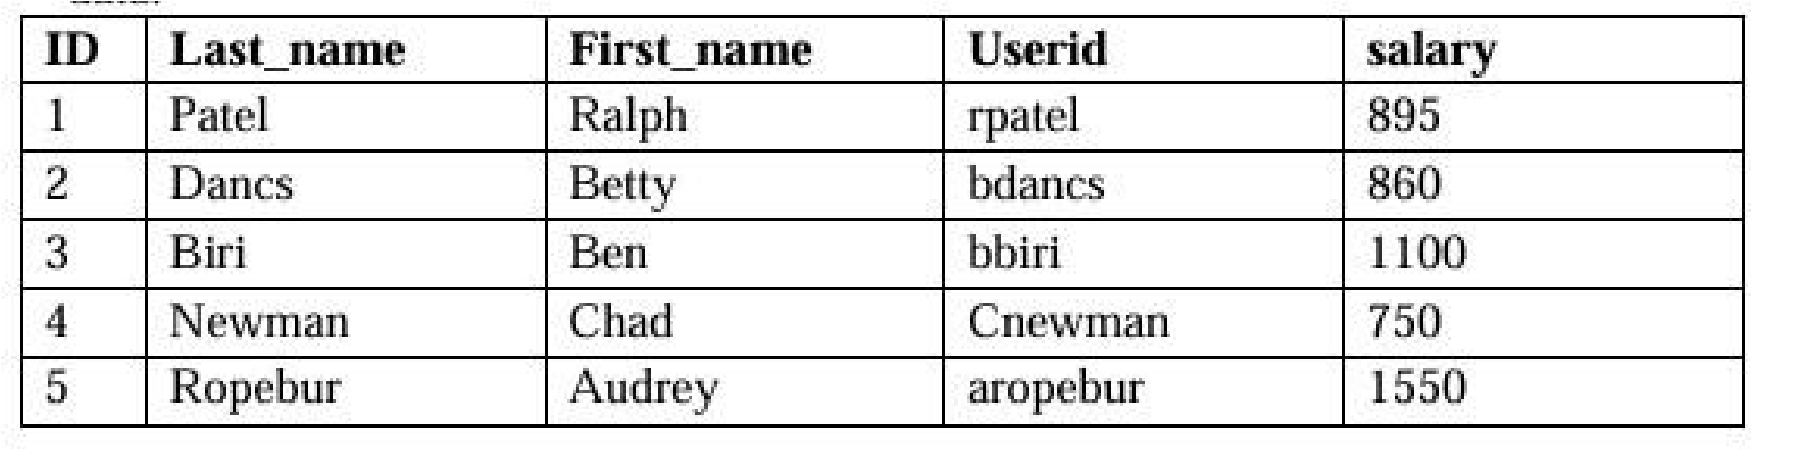 ID Last_name First_name Userid salary
1 Patel Ralph rpatel 895
2 Dancs Betty bdancs 860
3 Biri Ben bbiri 1100
4 Newman Chad Cnewman 750
5 Ropebur Audrey aropebur 1550